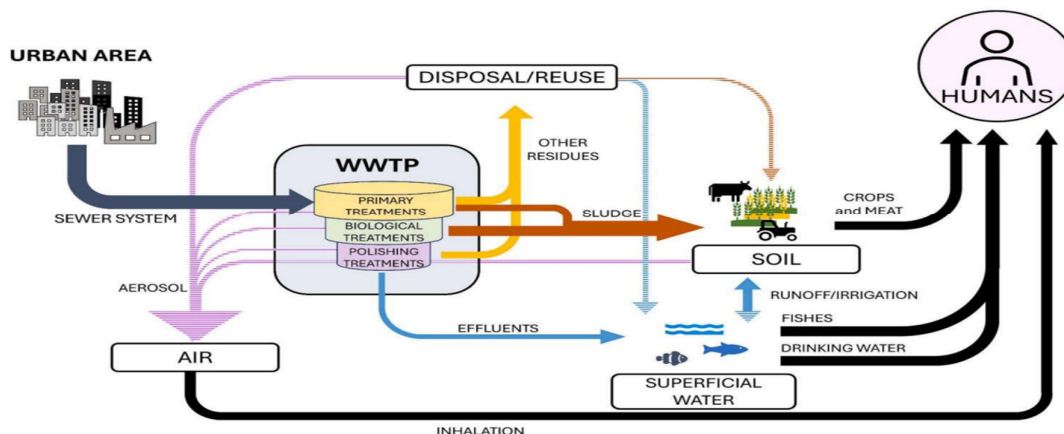 URBAN AREA
DISPOSAL/REUSE
HUMANS
OTHER
RESIDUES
WWTP
PRIMARY
TREATMENTS
SEWER SYSTEM
SLUDGE
CROPS
and MEAT
BIOLOGICAL
TREATMENTS
POLISHING
TREATMENTS
SOIL
AEROSOL
RUNOFF/IRRIGATION
FISHES
EFFLUENTS
DRINKING WATER
AIR
SUPERFICIAL
WATER
INHALATION